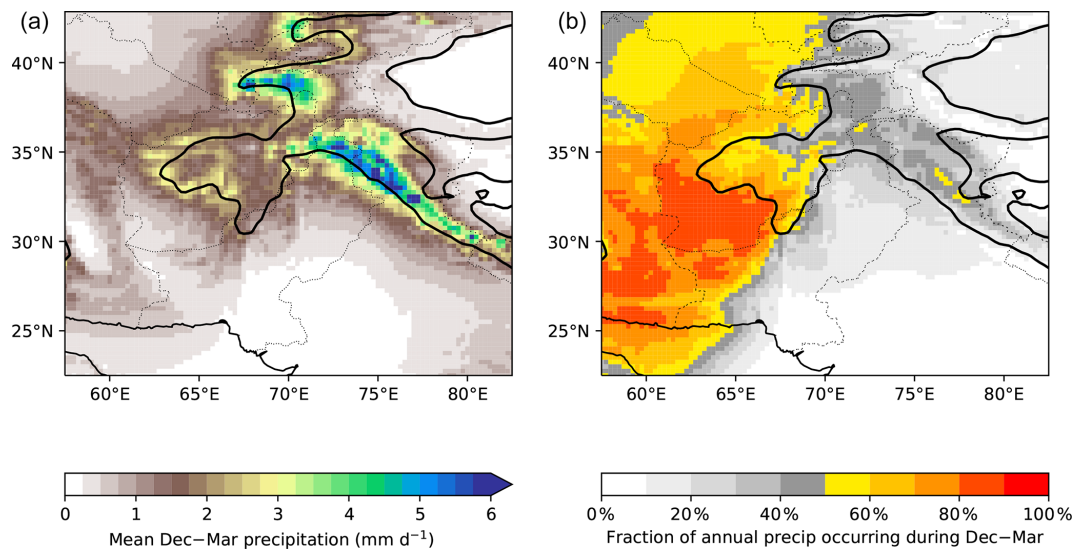 (a)
(b)
40°N
35°N
30°N
25°N
60°E 65°E 70°E 75°E 80°E
40°N
35°N
30°N
25°N
60°E 65°E 70°E 75°E 80°E
0 1 2 3 4 5 6
Mean Dec−Mar precipitation (mm d⁻¹)
0% 20% 40% 60% 80% 100%
Fraction of annual precip occurring during Dec−Mar